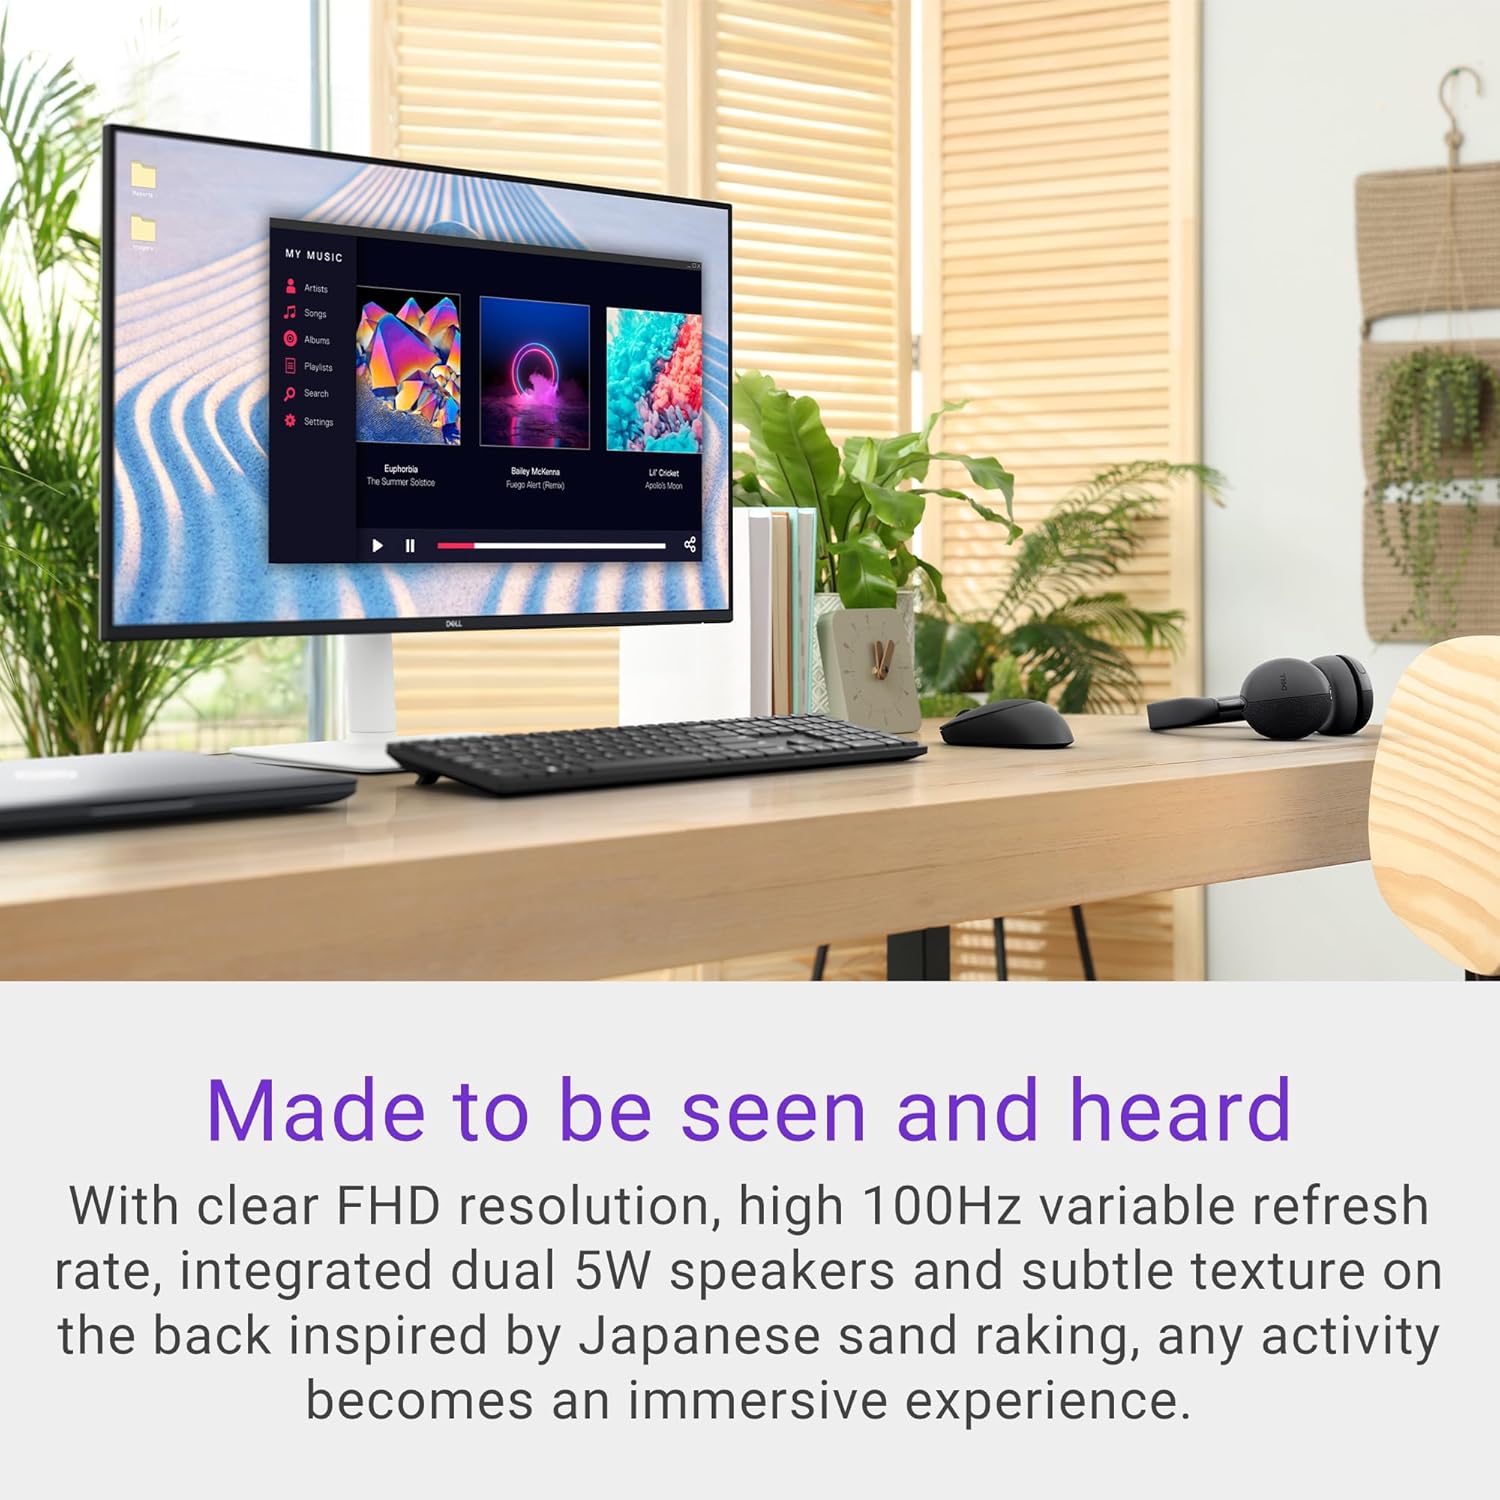 MY MUSIC
Artists
Songs
Albums
Playlists
Search
Settings
Euphorbia
The Summer Solstice
Bailey McKenna
Fuego Alert (Remix)
Lil' Cricket
Apollo's Moon
DELL
DELL
Made to be seen and heard
With clear FHD resolution, high 100Hz variable refresh
rate, integrated dual 5W speakers and subtle texture on
the back inspired by Japanese sand raking, any activity
becomes an immersive experience.